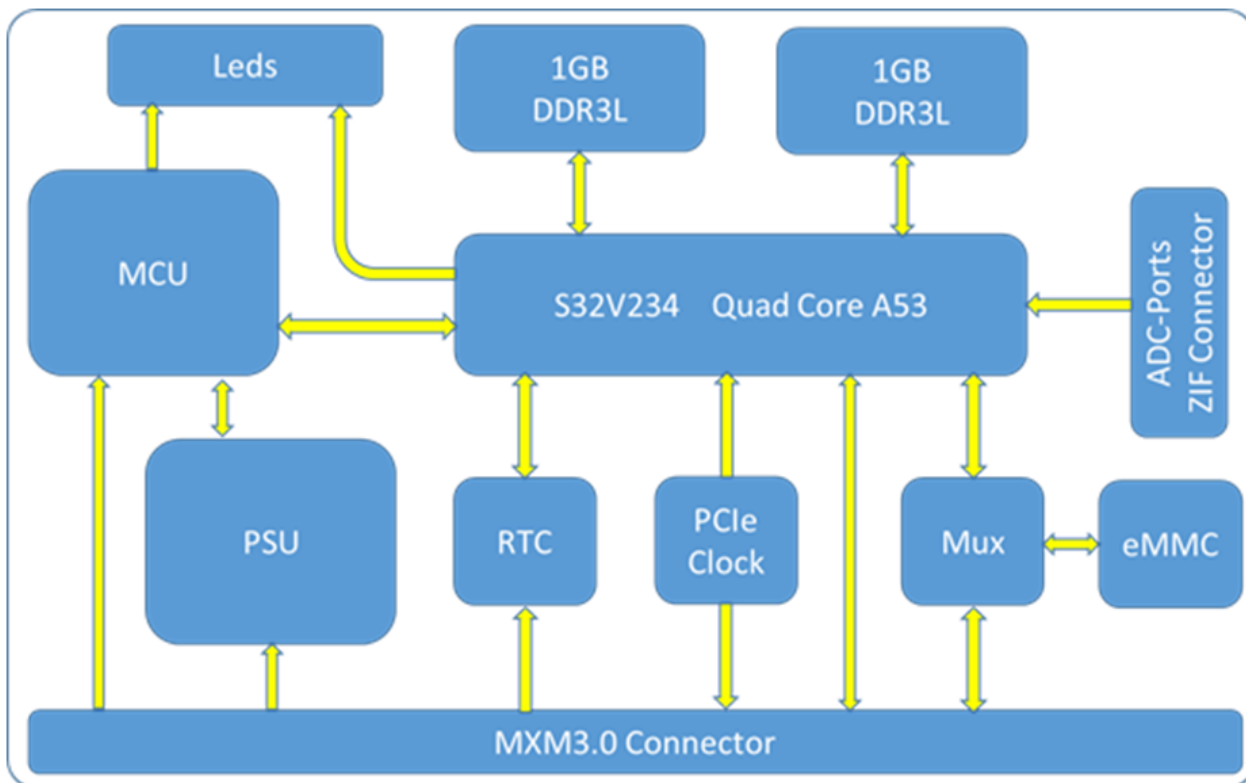 Leds
1GB
DDR3L
1GB
DDR3L
MCU
S32V234 Quad Core A53
ADC-Ports
ZIF Connector
PSU
RTC
PCIe
Clock
Mux
eMMC
MXM3.0 Connector